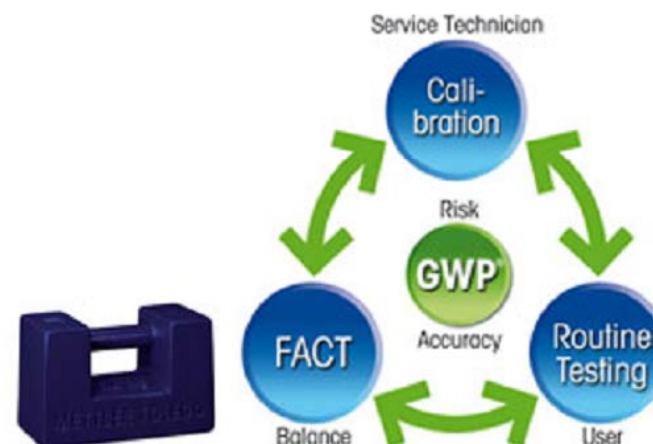 Service Technician
Cali-
bration
Risk
GWP®
Accuracy
FACT
Routine
Testing
Balance
User
METTLER TOLEDO